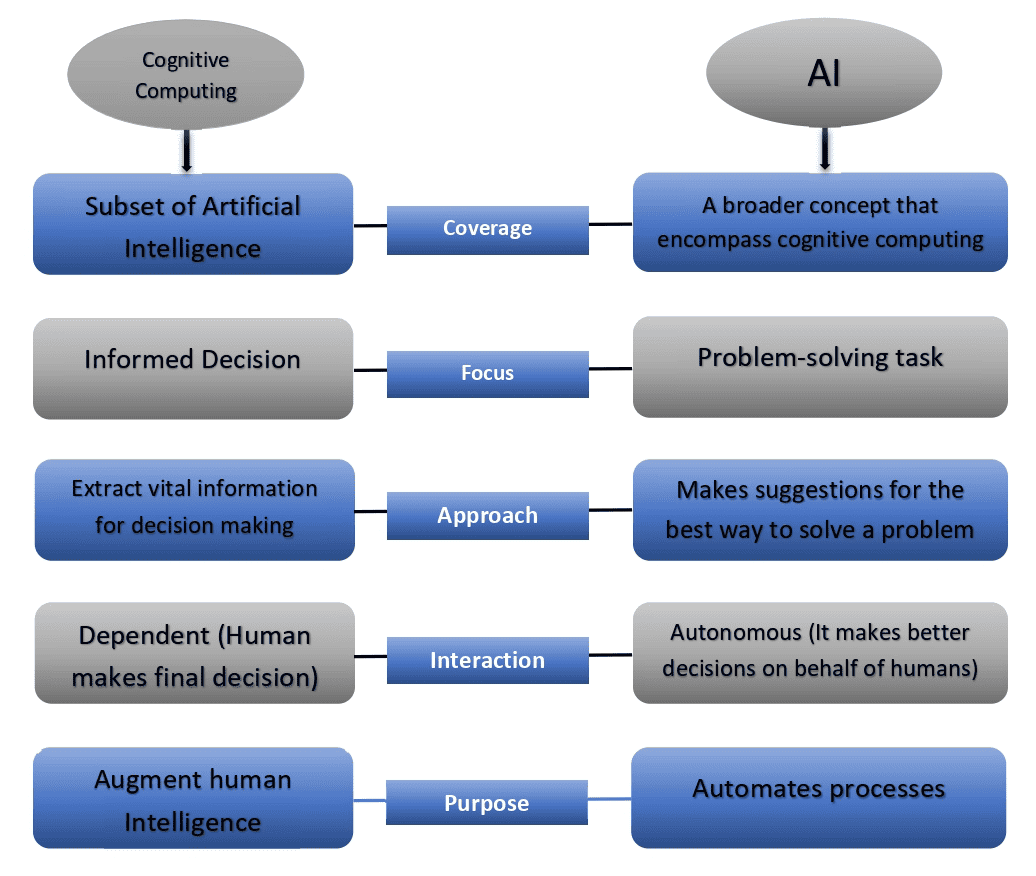 Cognitive
Computing
AI
Subset of Artificial
Intelligence
Coverage
A broader concept that
encompass cognitive computing
Informed Decision
Focus
Problem-solving task
Extract vital information
for decision making
Approach
Makes suggestions for the
best way to solve a problem
Dependent (Human
makes final decision)
Interaction
Autonomous (It makes better
decisions on behalf of humans)
Augment human
Intelligence
Purpose
Automates processes